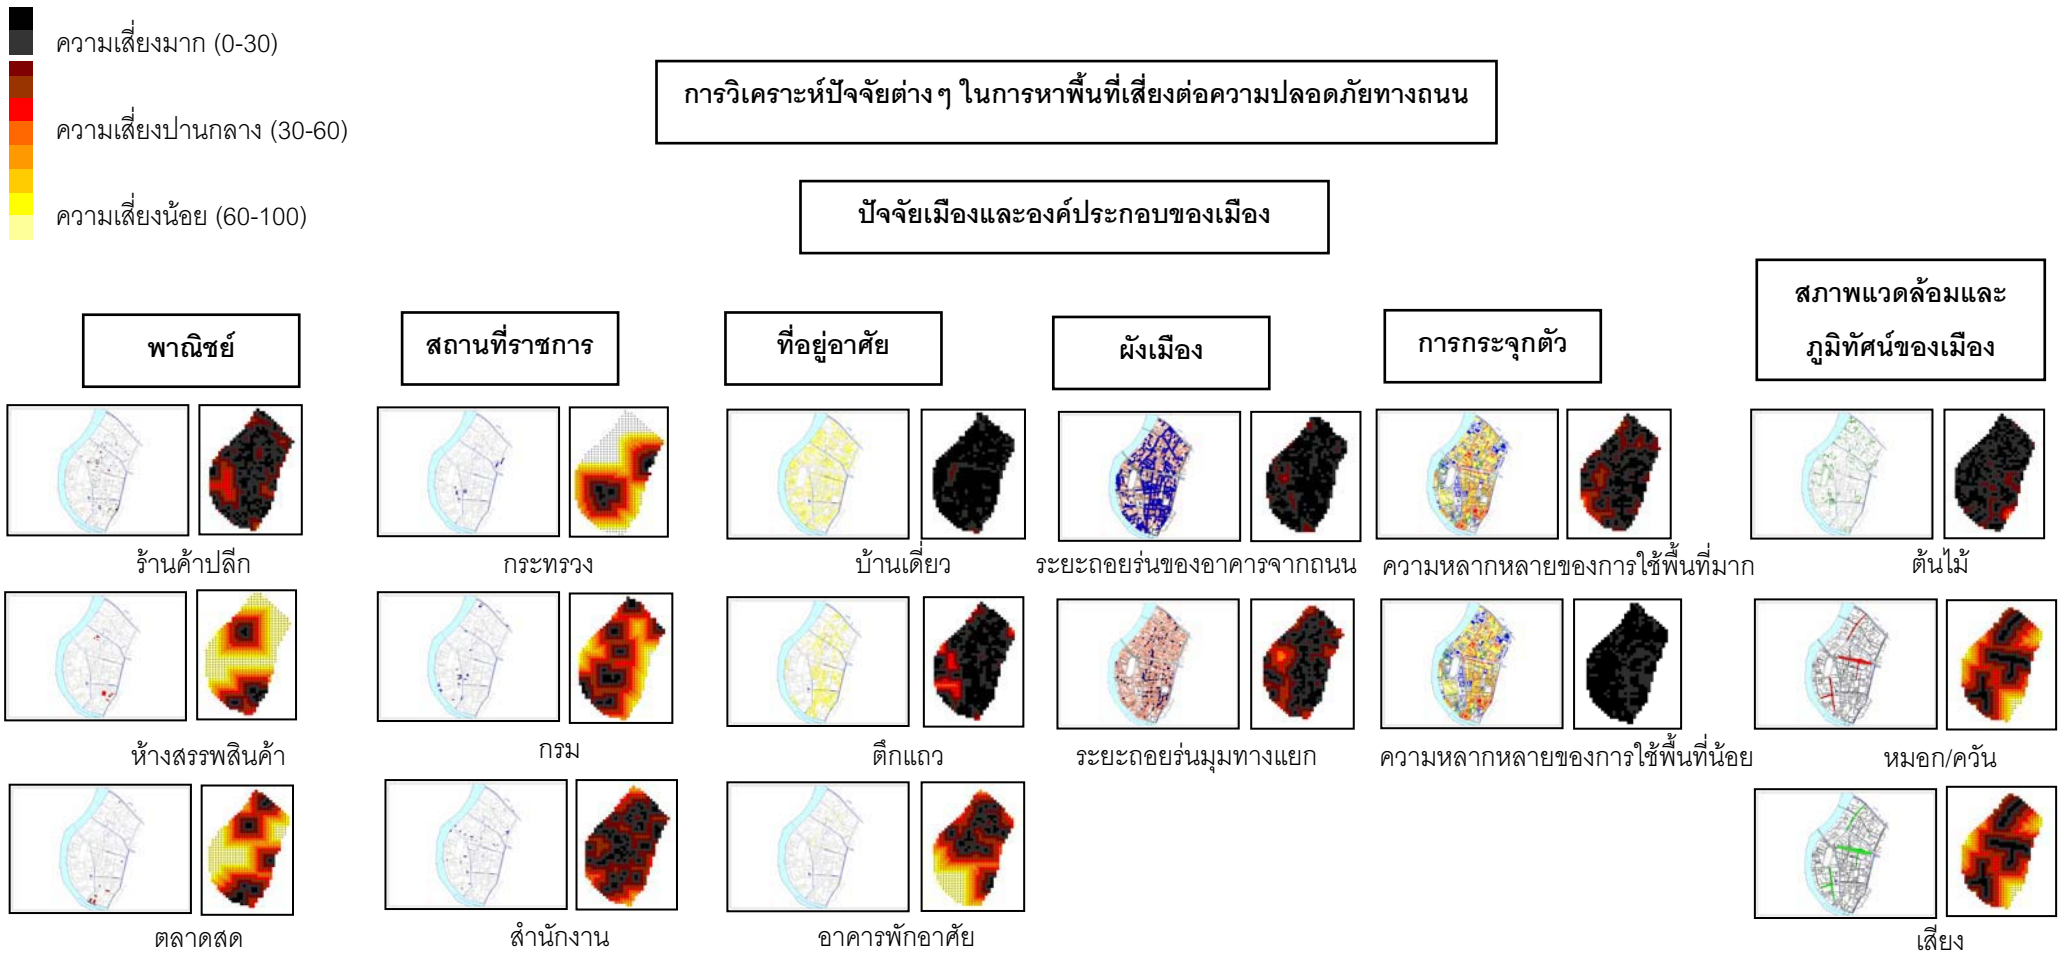 ความเสี่ยงมาก (0-30)
ความเสี่ยงปานกลาง (30-60)
ความเสี่ยงน้อย (60-100)
การวิเคราะห์ปัจจัยต่างๆ ในการหาพื้นที่เสี่ยงต่อความปลอดภัยทางถนน
ปัจจัยเมืองและองค์ประกอบของเมือง
พาณิชย์
สถานที่ราชการ
ที่อยู่อาศัย
ผังเมือง
การกระจุกตัว
สภาพแวดล้อมและ
ภูมิทัศน์ของเมือง
ร้านค้าปลีก
กระทรวง
บ้านเดี่ยว
ระยะถอยร่นของอาคารจากถนน
ความหลากหลายของการใช้พื้นที่มาก
ต้นไม้
ห้างสรรพสินค้า
กรม
ตึกแถว
ระยะถอยร่นมุมทางแยก
ความหลากหลายของการใช้พื้นที่น้อย
หมอก/ควัน
ตลาดสด
สำนักงาน
อาคารพักอาศัย
เสียง